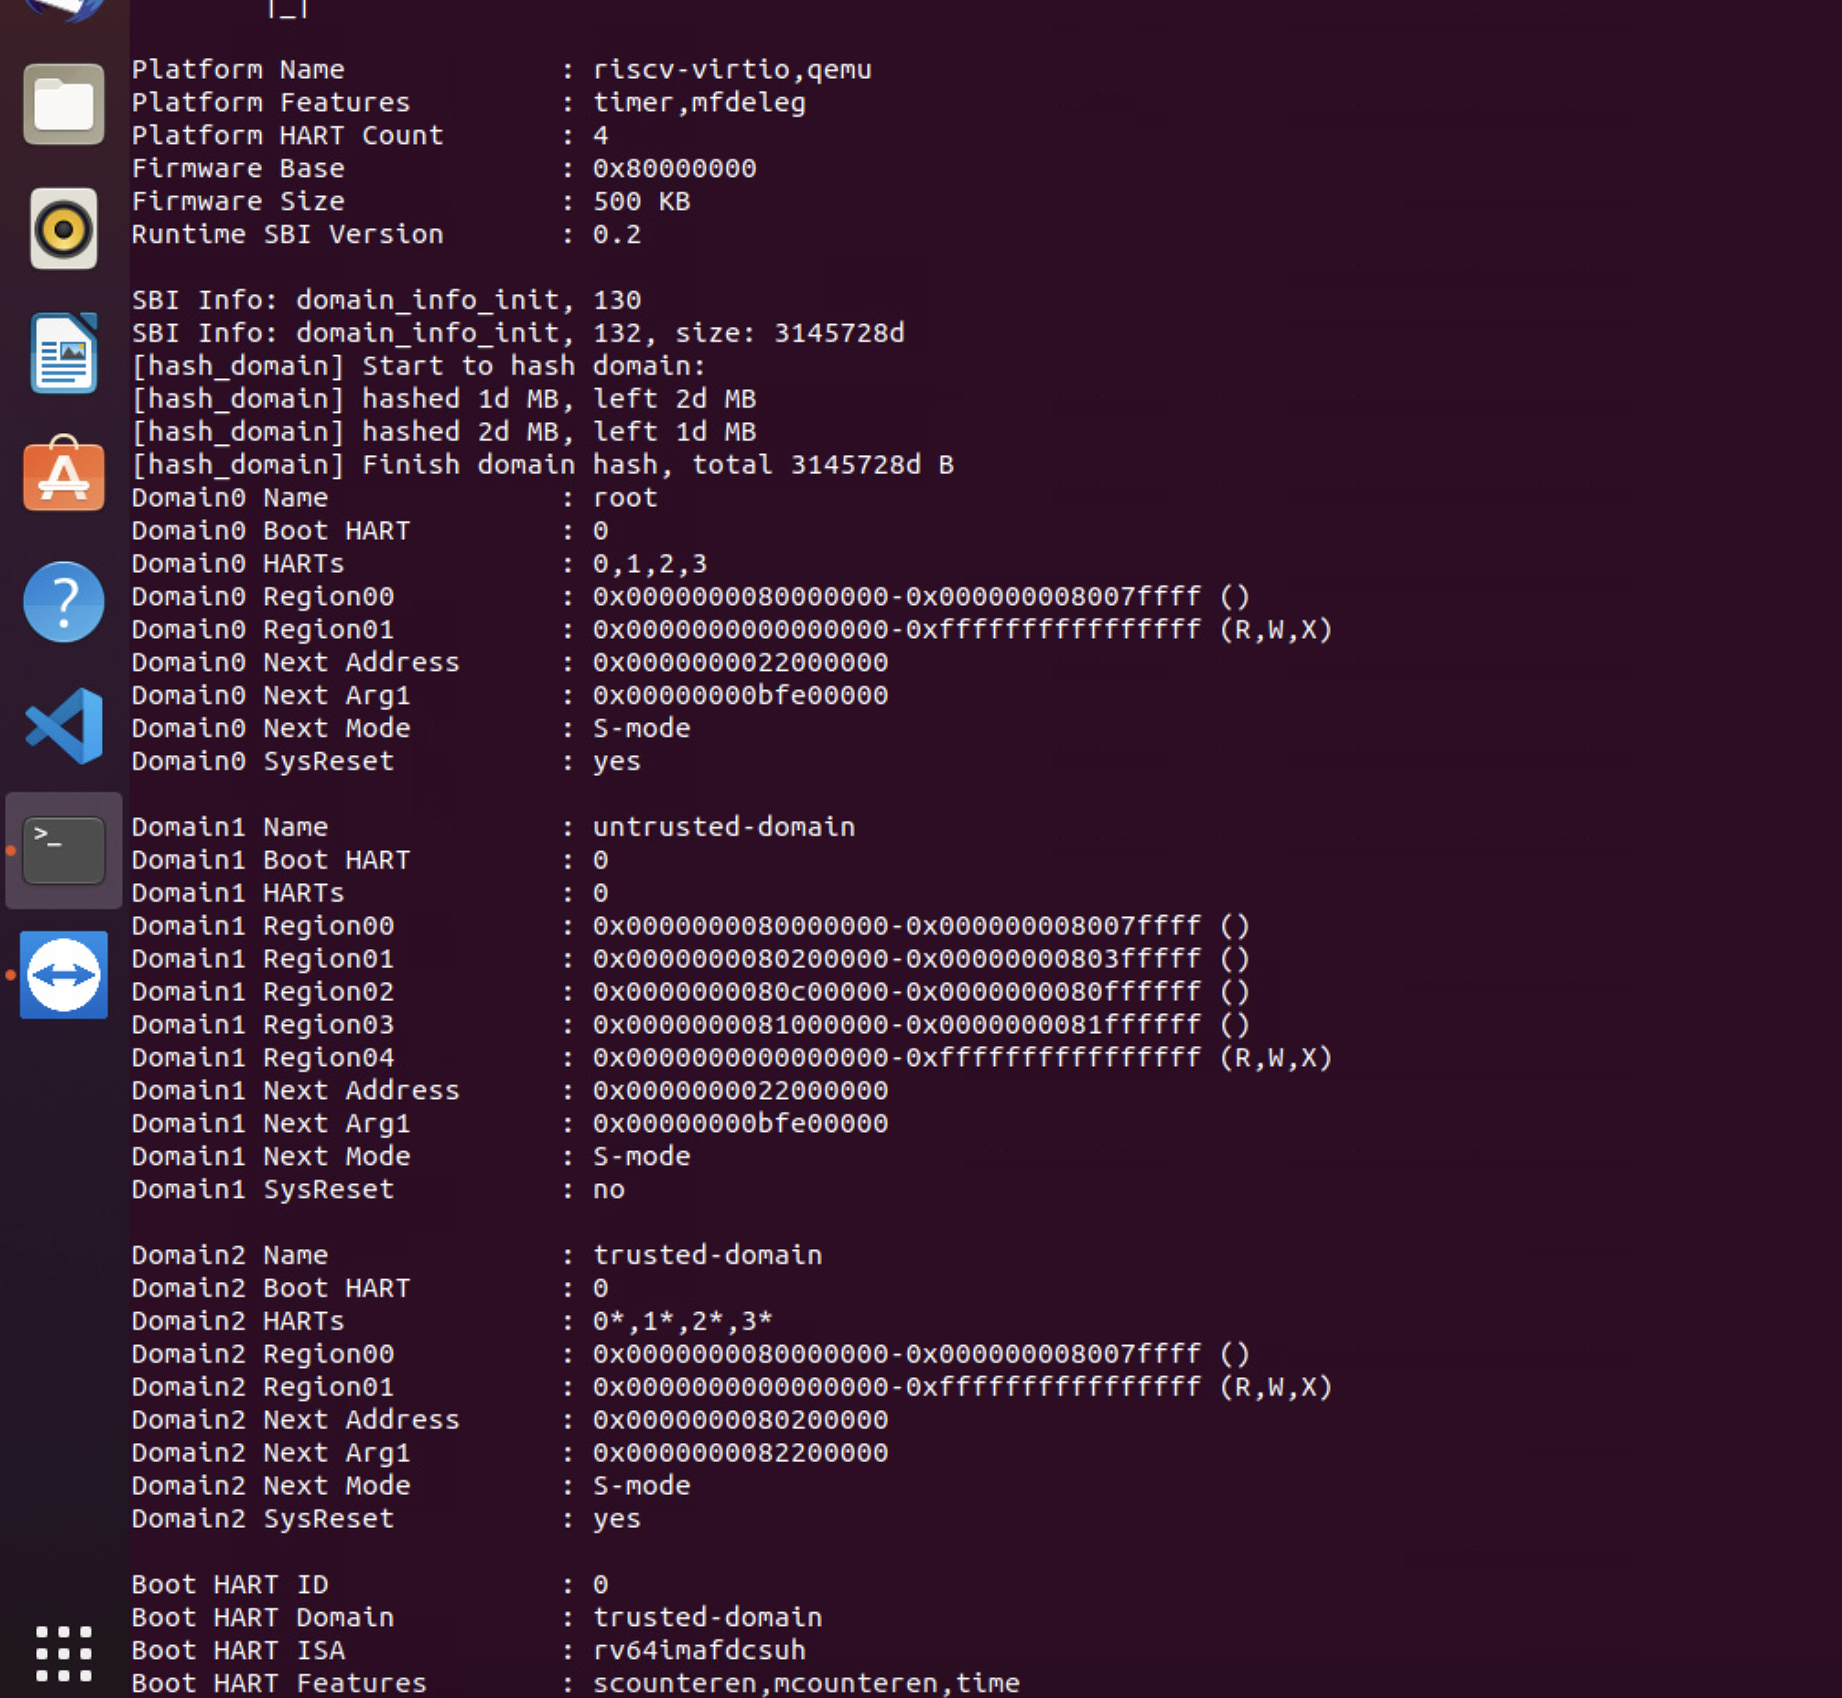 |_|
Platform Name : riscv-virtio,qemu
Platform Features : timer,mfdeleg
Platform HART Count : 4
Firmware Base : 0x80000000
Firmware Size : 500 KB
Runtime SBI Version : 0.2
SBI Info: domain_info_init, 130
SBI Info: domain_info_init, 132, size: 3145728d
[hash_domain] Start to hash domain:
[hash_domain] hashed 1d MB, left 2d MB
[hash_domain] hashed 2d MB, left 1d MB
[hash_domain] Finish domain hash, total 3145728d B
Domain0 Name : root
Domain0 Boot HART : 0
Domain0 HARTs : 0,1,2,3
Domain0 Region00 : 0x0000000080000000-0x000000008007ffff ()
Domain0 Region01 : 0x0000000000000000-0xffffffffffffffff (R,W,X)
Domain0 Next Address : 0x0000000022000000
Domain0 Next Arg1 : 0x00000000bfe00000
Domain0 Next Mode : S-mode
Domain0 SysReset : yes
Domain1 Name : untrusted-domain
Domain1 Boot HART : 0
Domain1 HARTs : 0
Domain1 Region00 : 0x0000000080000000-0x000000008007ffff ()
Domain1 Region01 : 0x0000000080200000-0x00000000803fffff ()
Domain1 Region02 : 0x0000000080c00000-0x0000000080ffffff ()
Domain1 Region03 : 0x0000000081000000-0x0000000081ffffff ()
Domain1 Region04 : 0x0000000000000000-0xffffffffffffffff (R,W,X)
Domain1 Next Address : 0x0000000022000000
Domain1 Next Arg1 : 0x00000000bfe00000
Domain1 Next Mode : S-mode
Domain1 SysReset : no
Domain2 Name : trusted-domain
Domain2 Boot HART : 0
Domain2 HARTs : 0*,1*,2*,3*
Domain2 Region00 : 0x0000000080000000-0x000000008007ffff ()
Domain2 Region01 : 0x0000000000000000-0xffffffffffffffff (R,W,X)
Domain2 Next Address : 0x0000000080200000
Domain2 Next Arg1 : 0x0000000082200000
Domain2 Next Mode : S-mode
Domain2 SysReset : yes
Boot HART ID : 0
Boot HART Domain : trusted-domain
Boot HART ISA : rv64imafdcsuh
Boot HART Features : scounteren,mcounteren,time